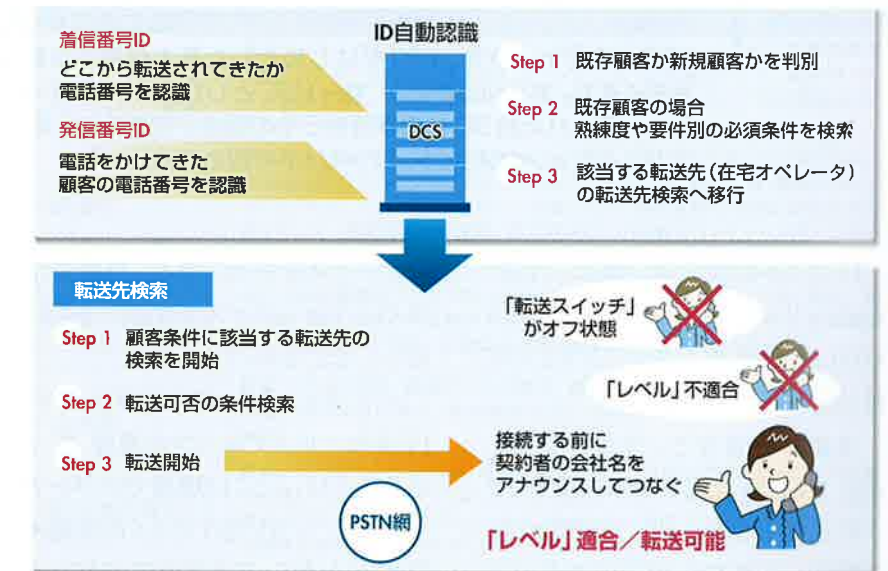 ID自動認識
着信番号ID
どこから転送されてきたか
電話番号を認識
発信番号ID
電話をかけてきた
顧客の電話番号を認識
DCS
Step 1 既存顧客か新規顧客かを判別
Step 2 既存顧客の場合
熟練度や要件別の必須条件を検索
Step 3 該当する転送先(在宅オペレータ)
の転送先検索へ移行
転送先検索
Step 1 顧客条件に該当する転送先の
検索を開始
Step 2 転送可否の条件検索
Step 3 転送開始
PSTN網
「転送スイッチ」
がオフ状態
「レベル」不適合
接続する前に
契約者の会社名を
アナウンスしてつなぐ
「レベル」適合/転送可能